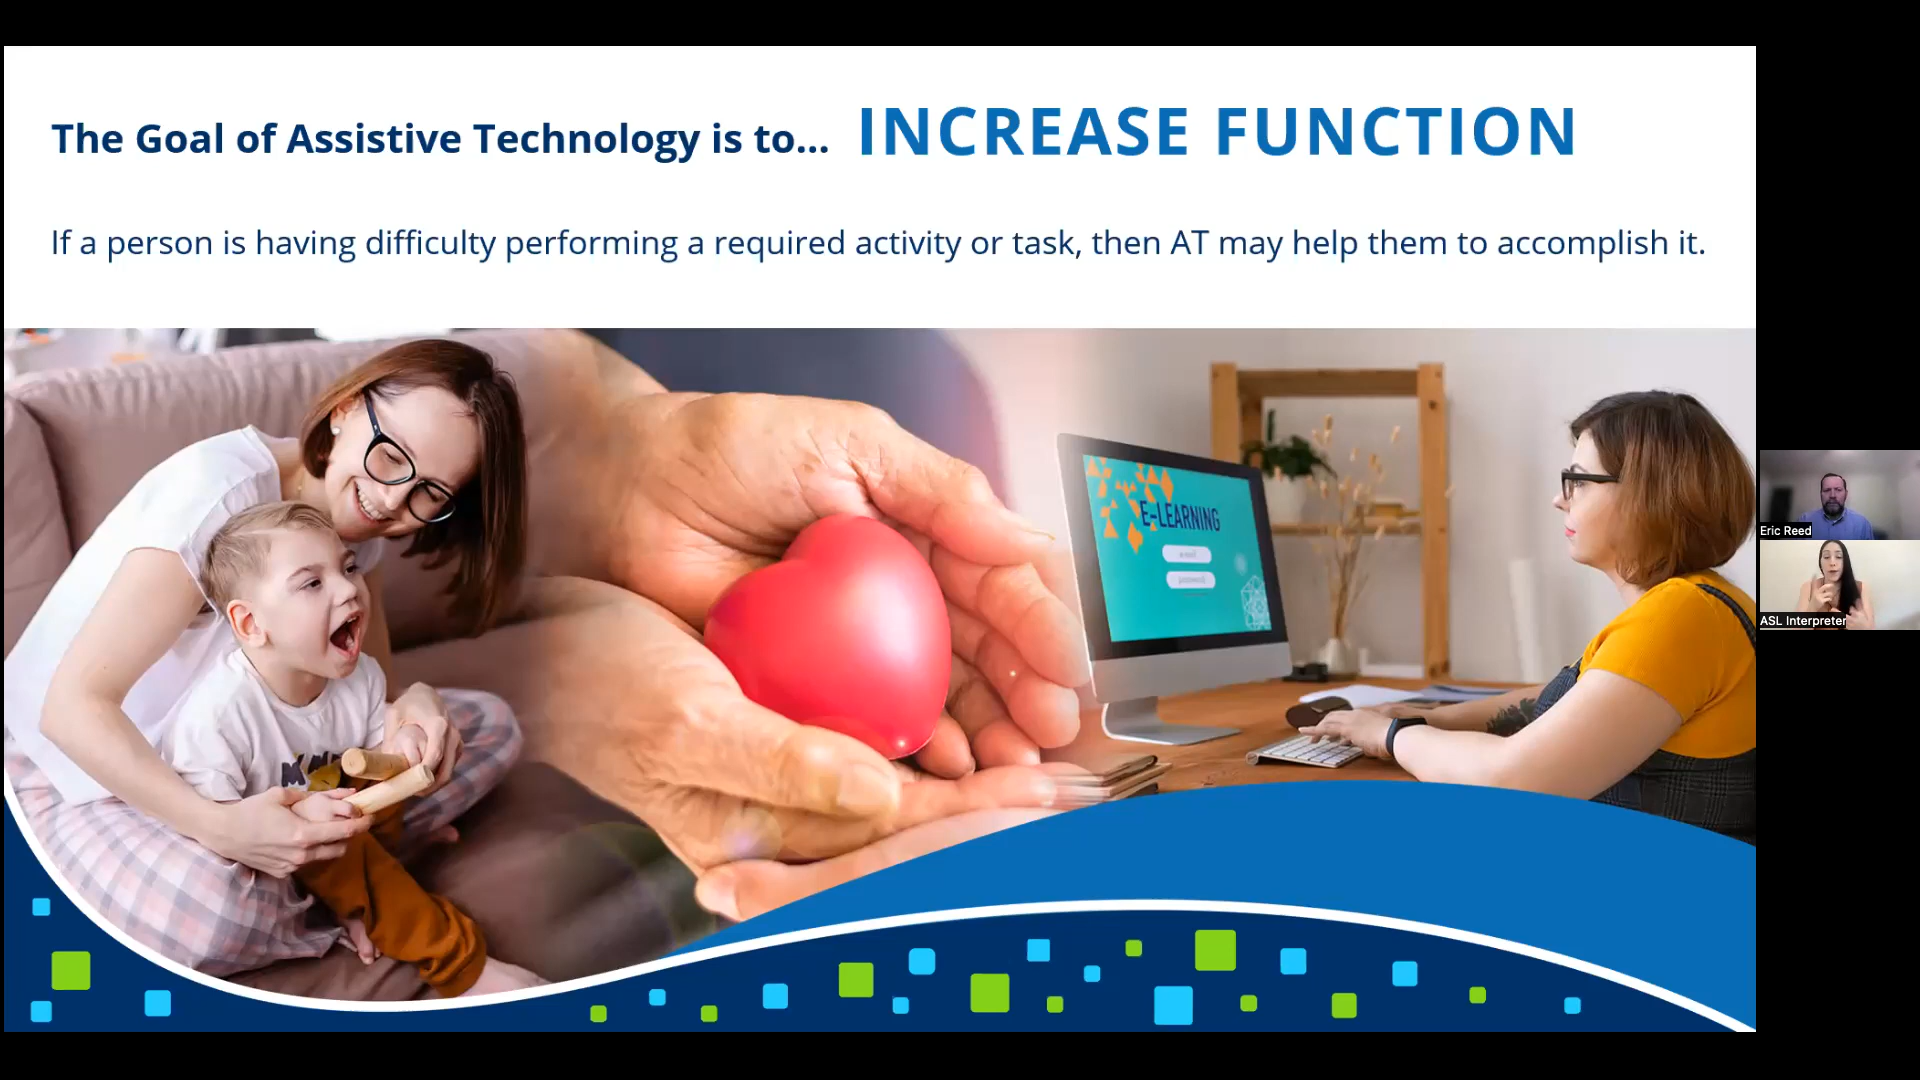 The Goal of Assistive Technology is to... INCREASE FUNCTION
If a person is having difficulty performing a required activity or task, then AT may help them to accomplish it.
E-LEARNING
Eric Reed
ASL Interpreter